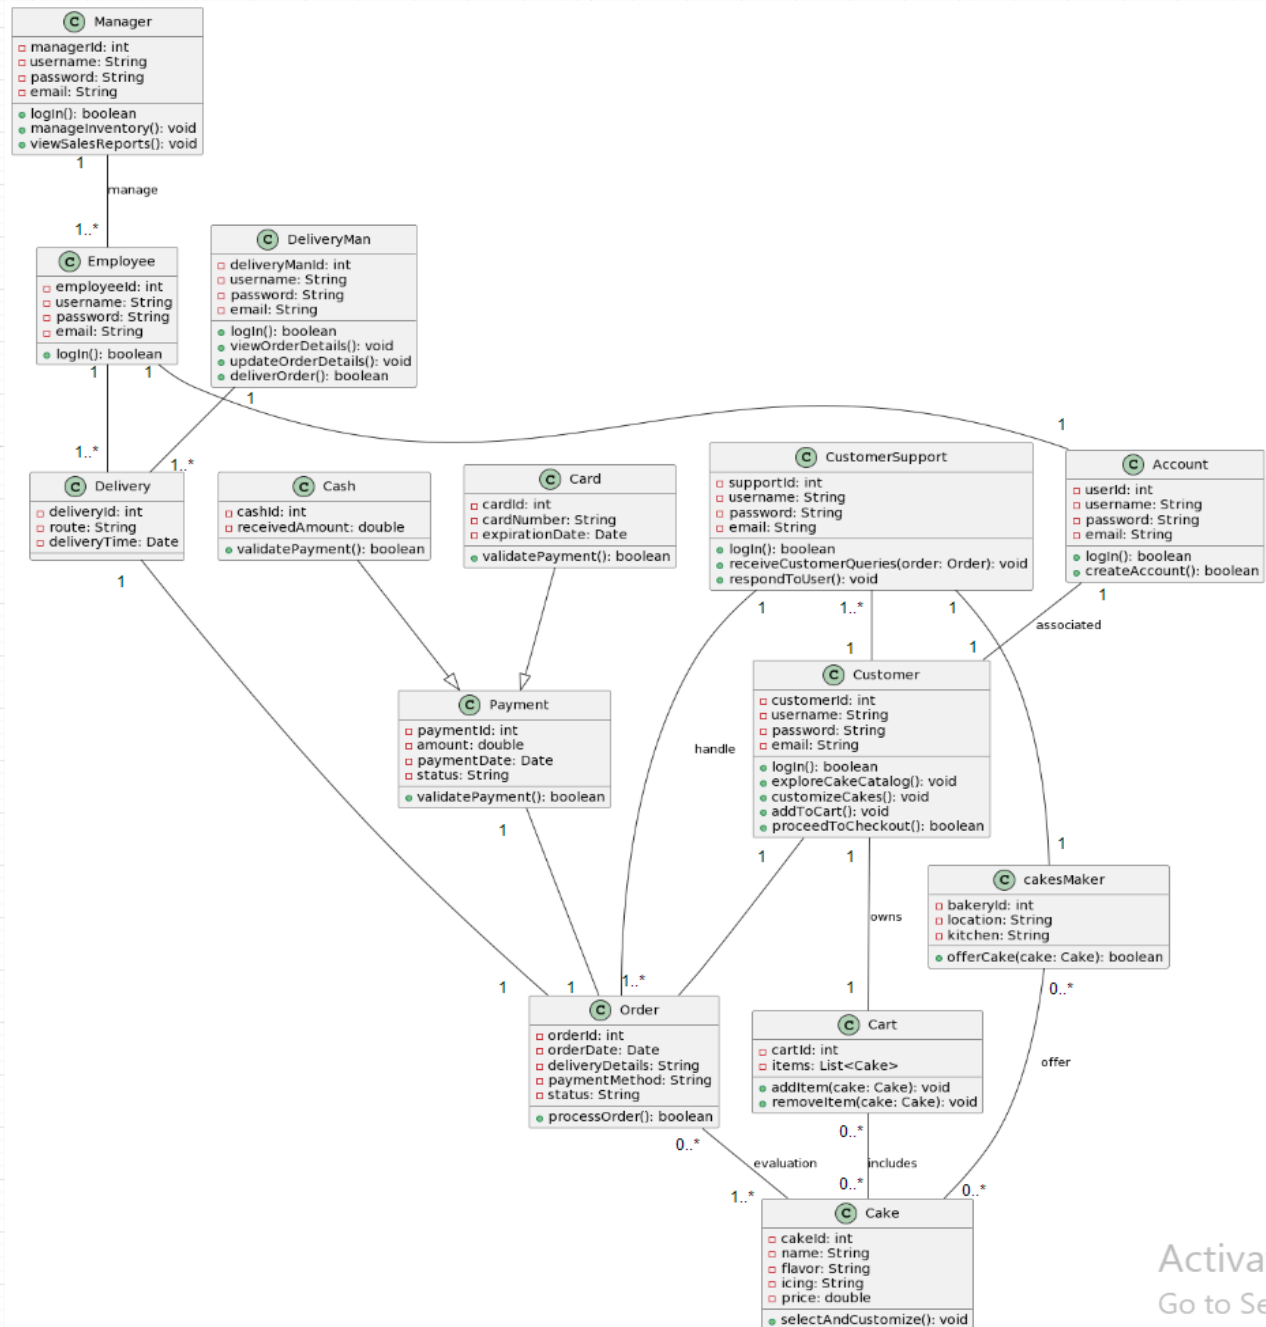 C Manager
managerId: int
username: String
password: String
email: String
logIn(): boolean
manageInventory(): void
viewSalesReports(): void
1
manage
1..*
C Employee
employeeId: int
username: String
password: String
email: String
logIn(): boolean
1
1
C DeliveryMan
deliveryManId: int
username: String
password: String
email: String
logIn(): boolean
viewOrderDetails(): void
updateOrderDetails(): void
deliverOrder(): boolean
1
1
1..*
1..*
C Delivery
deliveryId: int
route: String
deliveryTime: Date
1
C Cash
cashId: int
receivedAmount: double
validatePayment(): boolean
C Card
cardId: int
cardNumber: String
expirationDate: Date
validatePayment(): boolean
C CustomerSupport
supportId: int
username: String
password: String
email: String
logIn(): boolean
receiveCustomerQueries(order: Order): void
respondToUser(): void
1
1..*
1
C Account
userId: int
username: String
password: String
email: String
logIn(): boolean
createAccount(): boolean
1
associated
1
1
C Payment
paymentId: int
amount: double
paymentDate: Date
status: String
validatePayment(): boolean
1
handle
C Customer
customerId: int
username: String
password: String
email: String
logIn(): boolean
exploreCakeCatalog(): void
customizeCakes(): void
addToCart(): void
proceedToCheckout(): boolean
1
1
1
C cakesMaker
bakeryId: int
location: String
kitchen: String
offerCake(cake: Cake): boolean
0..*
owns
1
1
1..*
1
C Order
orderId: int
orderDate: Date
deliveryDetails: String
paymentMethod: String
status: String
processOrder(): boolean
0..*
C Cart
cartId: int
items: List<Cake>
addItem(cake: Cake): void
removeItem(cake: Cake): void
0..*
offer
evaluation
includes
1..*
0..*
0..*
C Cake
cakeId: int
name: String
flavor: String
icing: String
price: double
selectAndCustomize(): void
Activa
Go to Se